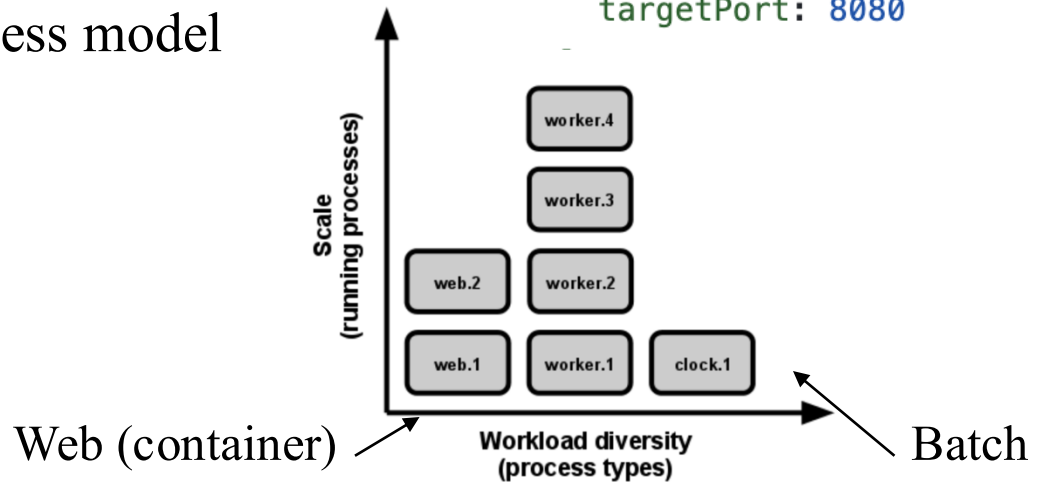 targetPort: 8080
ess model
worker.4
worker.3
Scale
(running processes)
web.2
worker.2
web.1
worker.1
clock.1
Web (container)
Workload diversity
(process types)
Batch